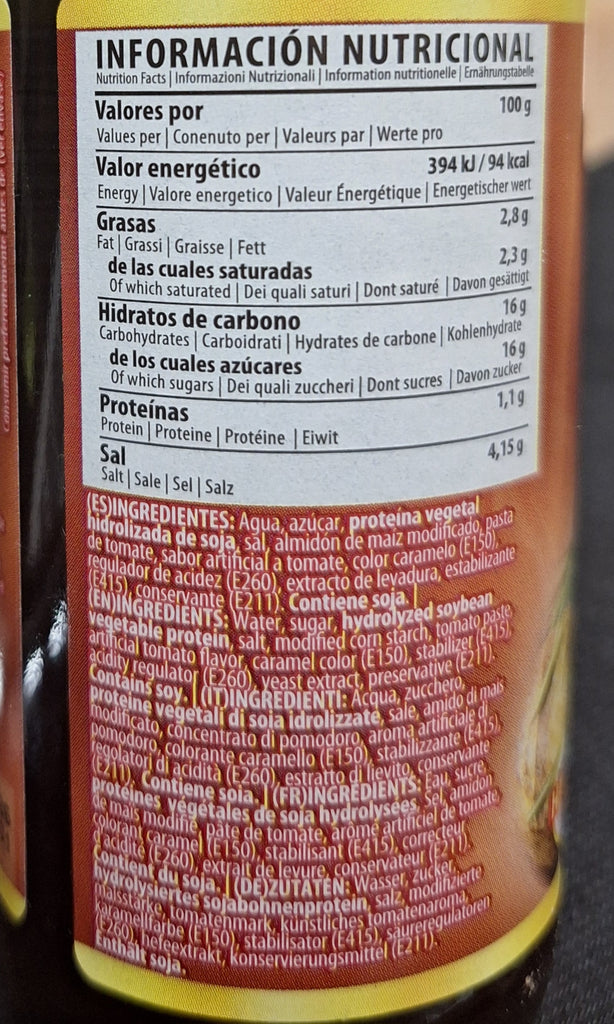 INFORMACIÓN NUTRICIONAL
Nutrition Facts | Informazioni Nutrizionali | Information nutritionelle | Ernährungstabelle
Valores por 100 g
Values per | Conenuto per | Valeurs par | Werte pro
Valor energético 394 kJ / 94 kcal
Energy | Valore energetico | Valeur Énergétique | Energetischer wert
Grasas 2,8 g
Fat | Grassi | Graisse | Fett
de las cuales saturadas 2,3 g
Of which saturated | Dei quali saturi | Dont saturé | Davon gesättigt
Hidratos de carbono 16 g
Carbohydrates | Carboidrati | Hydrates de carbone | Kohlenhydrate
de los cuales azúcares 16 g
Of which sugars | Dei quali zuccheri | Dont sucres | Davon zucker
Proteínas 1,1 g
Protein | Proteine | Protéine | Eiwit
Sal 4,15 g
Salt | Sale | Sel | Salz
(ES)INGREDIENTES: Agua, azúcar, proteína vegetal
hidrolizada de soja, sal, almidón de maíz modificado, pasta
de tomate, sabor artificial a tomate, color caramelo (E150),
regulador de acidez (E260), extracto de levadura, estabilizante
(E415), conservante (E211). Contiene soja. |
(EN)INGREDIENTS: Water, sugar, hydrolyzed soybean
vegetable protein, salt, modified corn starch, tomato paste
artificial tomato flavor, caramel color (E150), stabilizer (E415),
acidity regulator (E260), yeast extract, preservative (E211).
Contains soy. | (IT)INGREDIENTI: Acqua, zucchero,
proteine vegetali di soia idrolizzate, sale, amido di mais
modificato, concentrato di pomodoro, aroma artificiale di
pomodoro, colorante caramello (E150), stabilizzante (E415),
regolatori di acidità (E260), estratto di lievito, conservante
(E211). Contiene soia. | (FR)INGRÉDIENTS: Eau, sucre,
protéines végétales de soja hydrolysées, Sel, amidon
de maïs modifié, pâte de tomate, arôme artificiel de tomate,
colorant caramel (E150), stabilisant (E415), correcteur
d'acidité (E260), extrait de levure, conservateur (E211).
Contient du soja. | (DE)ZUTATEN: Wasser, zucker,
hydrolysiertes sojabohnenprotein, salz, modifizierte
maisstärke, tomatenmark, künstliches tomatenaroma,
karamellfarbe (E150), stabilisator (E415), säureregulatoren
(E260), hefeextrakt, konservierungsmittel (E211).
Enthält soja.
Consumir preferentemente antes de (ver envase)